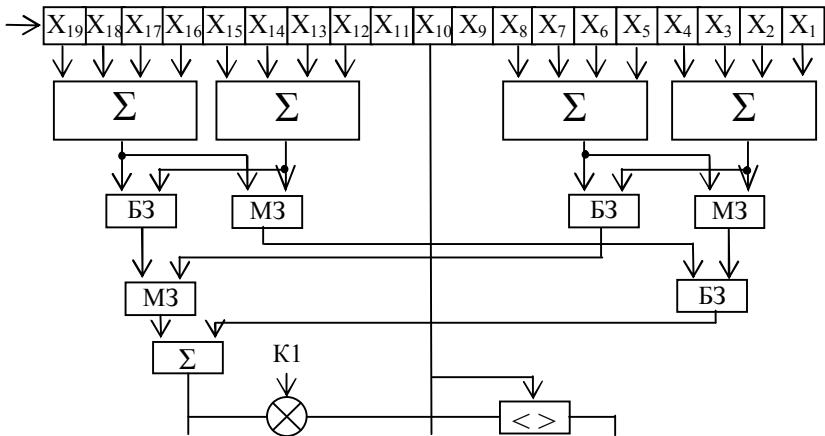 X19 X18 X17 X16 X15 X14 X13 X12 X11 X10 X9 X8 X7 X6 X5 X4 X3 X2 X1
Σ Σ Σ Σ
БЗ МЗ БЗ МЗ
МЗ БЗ
Σ
К1
< >